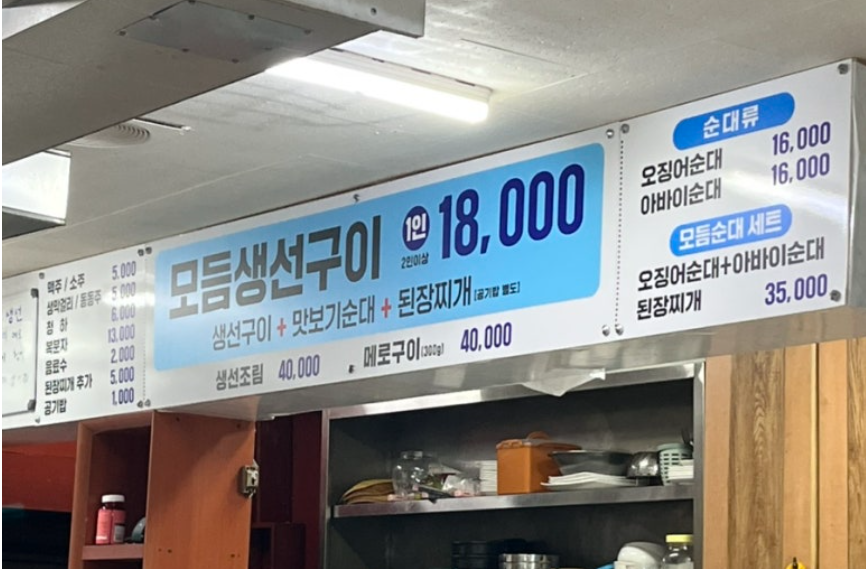 맥주 / 소주 5,000
생막걸리 / 동동주 5,000
청 하 6,000
복분자 13,000
음료수 2,000
된장찌개 추가 5,000
공기밥 1,000
모듬생선구이 1인 2인이상 18,000
생선구이 + 맛보기순대 + 된장찌개 [공기밥 별도]
생선조림 40,000 메로구이(300g) 40,000
순대류
오징어순대 16,000
아바이순대 16,000
모듬순대 세트
오징어순대+아바이순대
된장찌개 35,000